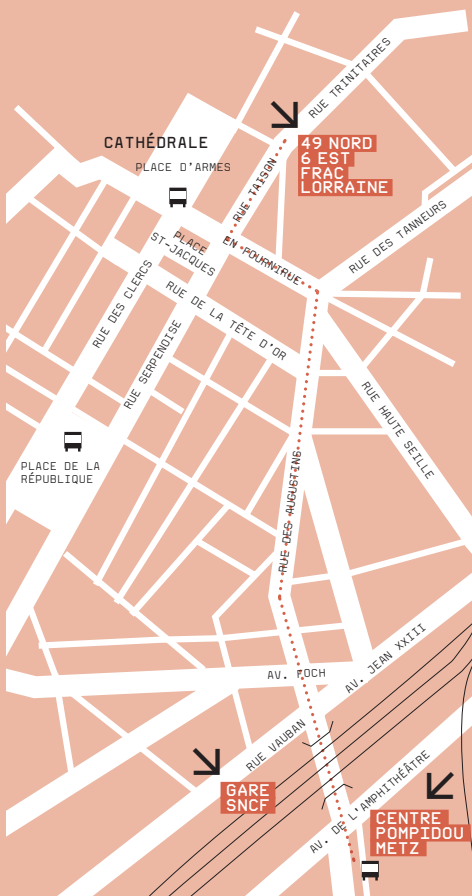 RUE TRINITAIRES
49 NORD
6 EST
FRAC
LORRAINE
CATHÉDRALE
PLACE D'ARMES
RUE TAISON
RUE DES TANNEURS
PLACE
ST-JACQUES
EN FOURNIRUE
RUE DES CLERCS
RUE DE LA TÊTE D'OR
RUE SERPENOISE
RUE HAUTE SEILLE
PLACE DE LA
RÉPUBLIQUE
RUE DES AUGUSTINS
AV. JEAN XXIII
AV. FOCH
RUE VAUBAN
GARE
SNCF
AV. DE L'AMPHITHÉÂTRE
CENTRE
POMPIDOU
METZ